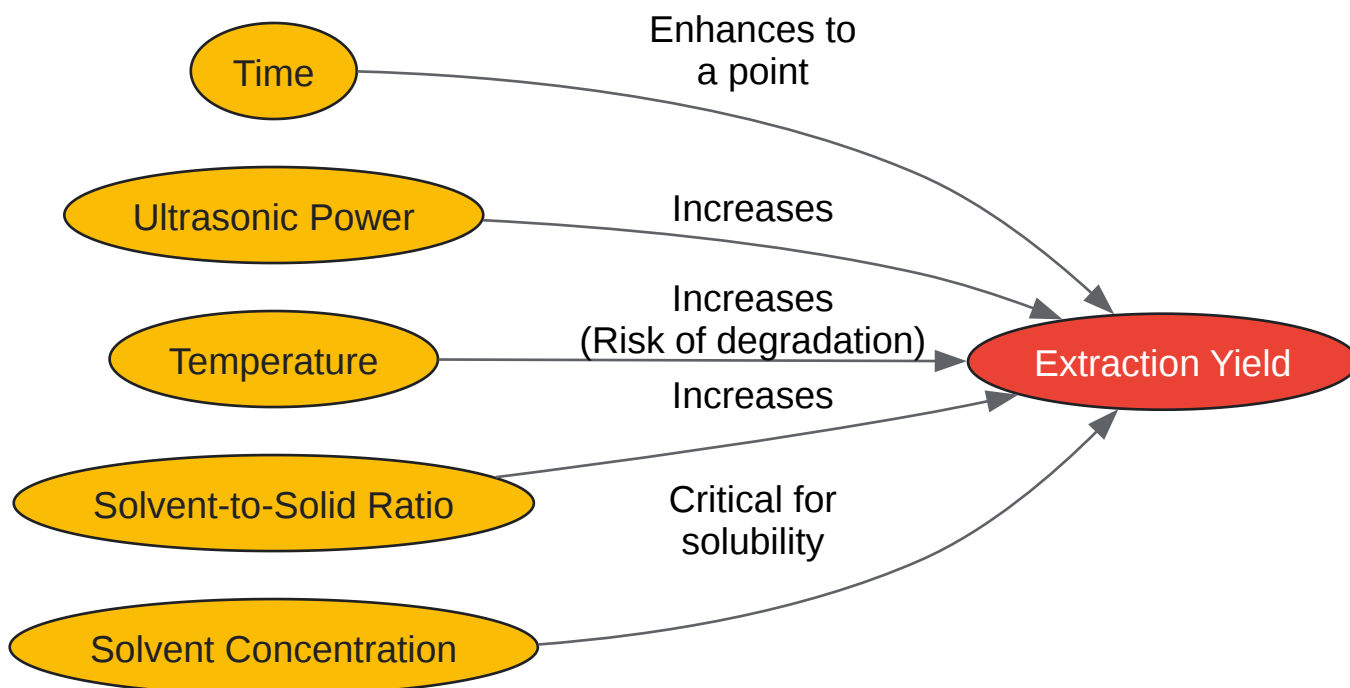 Time
Enhances to
a point
Ultrasonic Power
Increases
Temperature
Increases
(Risk of degradation)
Extraction Yield
Solvent-to-Solid Ratio
Increases
Solvent Concentration
Critical for
solubility